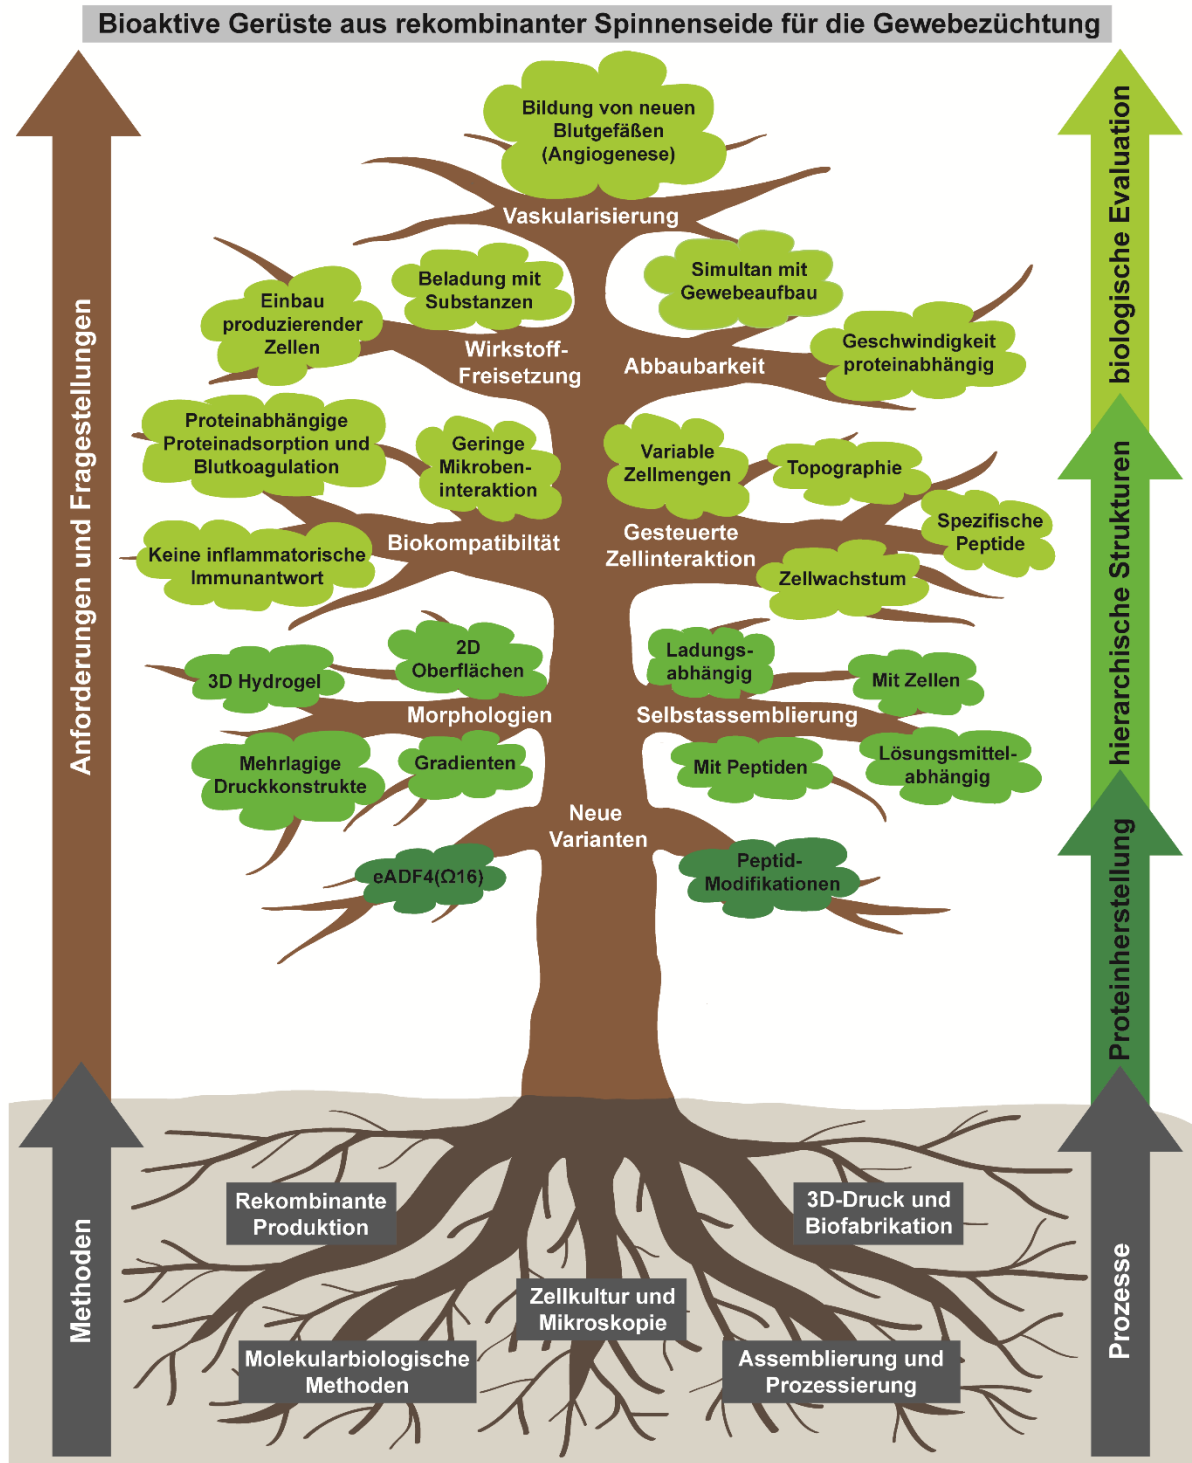 Bioaktive Gerüste aus rekombinanter Spinnenseide für die Gewebezüchtung
Anforderungen und Fragestellungen
Methoden
Bildung von neuen
Blutgefäßen
(Angiogenese)
Vaskularisierung
Beladung mit
Substanzen
Einbau
produzierender
Zellen
Wirkstoff-
Freisetzung
Simultan mit
Gewebeaufbau
Geschwindigkeit
proteinabhängig
Abbaubarkeit
Proteinabhängige
Proteinadsorption und
Blutkoagulation
Geringe
Mikroben-
interaktion
Keine inflammatorische
Immunantwort
Biokompatibiltät
Variable
Zellmengen
Topographie
Spezifische
Peptide
Gesteuerte
Zellinteraktion
Zellwachstum
2D
Oberflächen
3D Hydrogel
Morphologien
Mehrlagige
Druckkonstrukte
Gradienten
Ladungs-
abhängig
Mit Zellen
Selbstassemblierung
Mit Peptiden
Lösungsmittel-
abhängig
Neue
Varianten
eADF4(Ω16)
Peptid-
Modifikationen
Rekombinante
Produktion
3D-Druck und
Biofabrikation
Zellkultur und
Mikroskopie
Molekularbiologische
Methoden
Assemblierung und
Prozessierung
biologische Evaluation
hierarchische Strukturen
Proteinherstellung
Prozesse